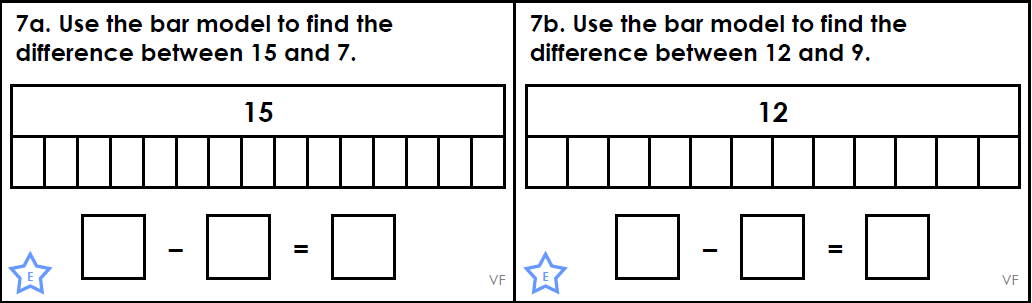 7a. Use the bar model to find the
difference between 15 and 7.
15
– =
E
VF
7b. Use the bar model to find the
difference between 12 and 9.
12
– =
E
VF